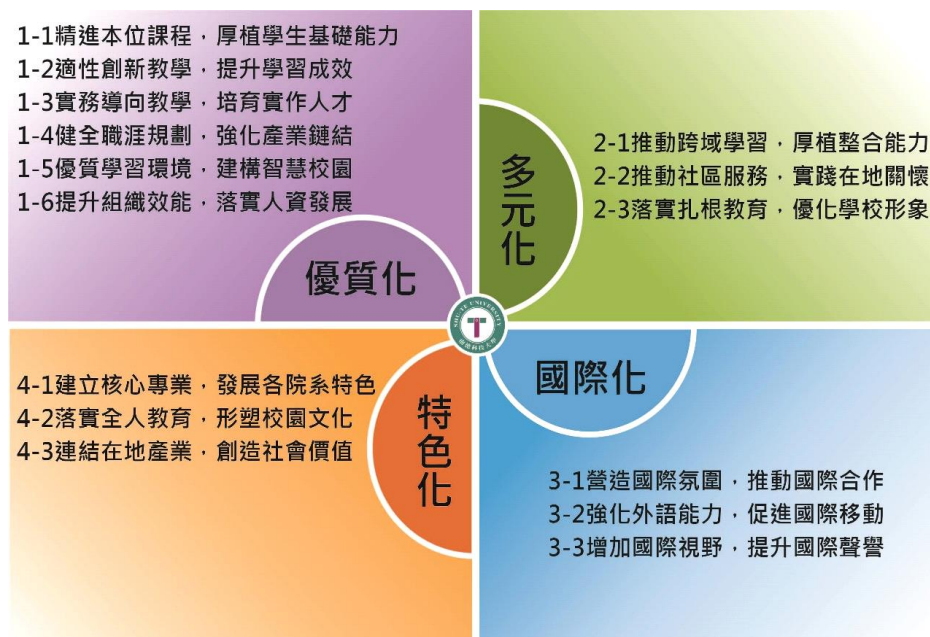 1-1精進本位課程，厚植學生基礎能力
1-2適性創新教學，提升學習成效
1-3實務導向教學，培育實作人才
1-4健全職涯規劃，強化產業鏈結
1-5優質學習環境，建構智慧校園
1-6提升組織效能，落實人資發展
優質化
多元化
2-1推動跨域學習，厚植整合能力
2-2推動社區服務，實踐在地關懷
2-3落實扎根教育，優化學校形象
4-1建立核心專業，發展各院系特色
4-2落實全人教育，形塑校園文化
4-3連結在地產業，創造社會價值
特色化
國際化
3-1營造國際氛圍，推動國際合作
3-2強化外語能力，促進國際移動
3-3增加國際視野，提升國際聲譽